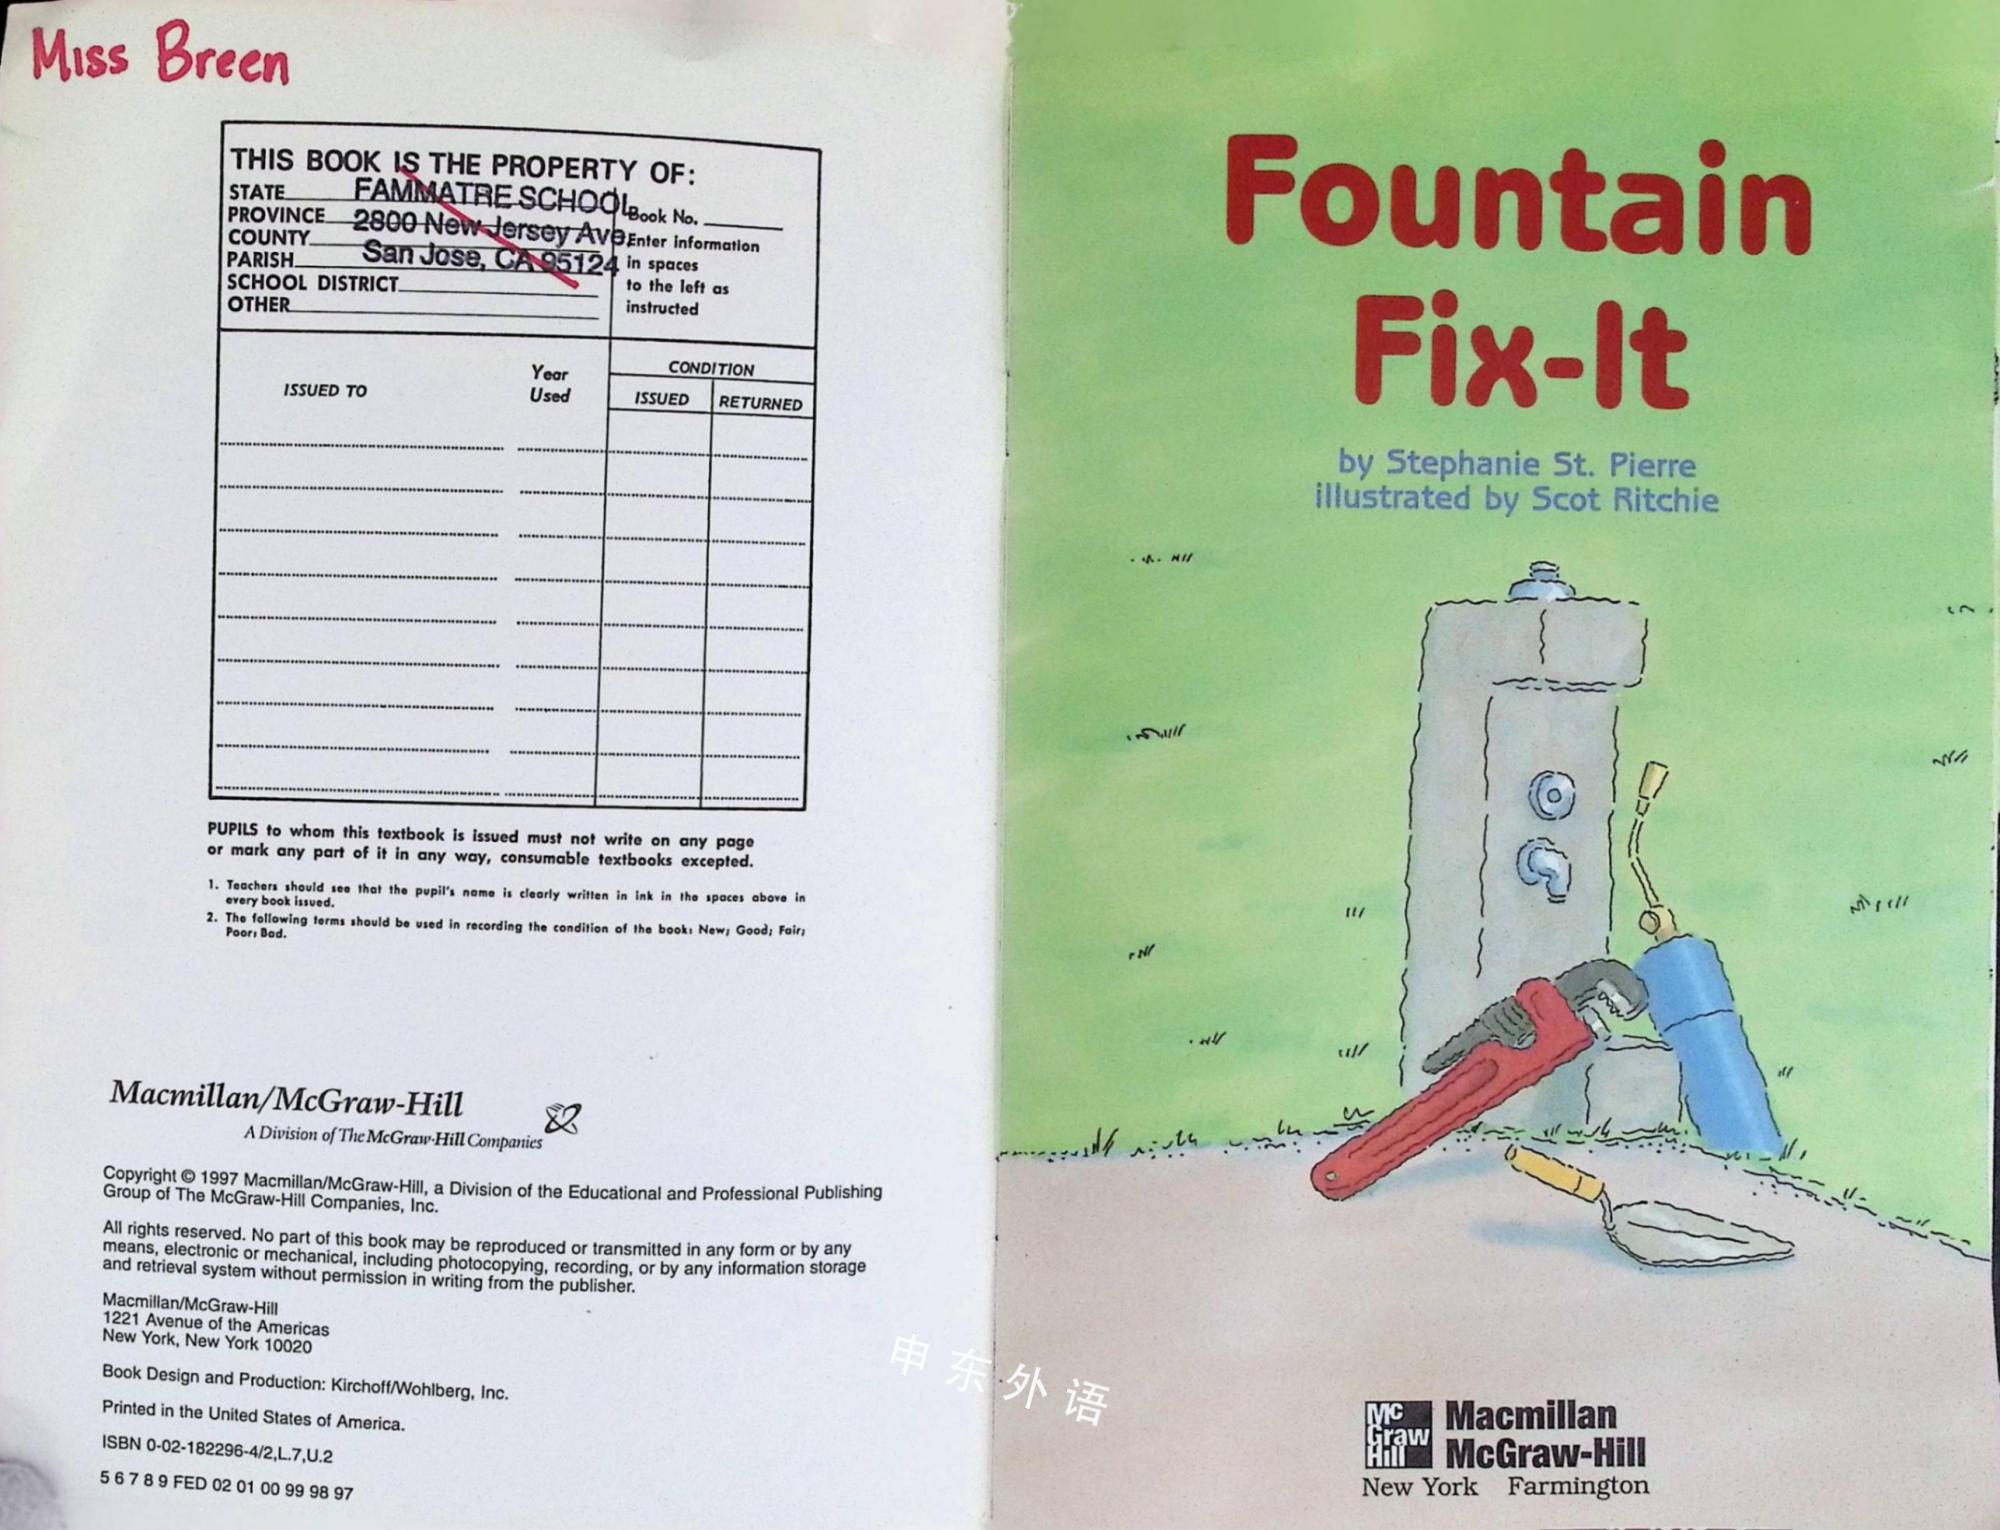 Miss Breen
THIS BOOK IS THE PROPERTY OF:
STATE FAMMATRE SCHOOL
PROVINCE 2800 New Jersey Ave
COUNTY San Jose, CA 95124
PARISH
SCHOOL DISTRICT
OTHER
Book No.
Enter information
in spaces
to the left as
instructed
ISSUED TO
Year
Used
CONDITION
ISSUED RETURNED
PUPILS to whom this textbook is issued must not write on any page
or mark any part of it in any way, consumable textbooks excepted.
1. Teachers should see that the pupil's name is clearly written in ink in the spaces above in
every book issued.
2. The following terms should be used in recording the condition of the book: New; Good; Fair;
Poor; Bad.
Macmillan/McGraw-Hill
A Division of The McGraw-Hill Companies
Copyright © 1997 Macmillan/McGraw-Hill, a Division of the Educational and Professional Publishing
Group of The McGraw-Hill Companies, Inc.
All rights reserved. No part of this book may be reproduced or transmitted in any form or by any
means, electronic or mechanical, including photocopying, recording, or by any information storage
and retrieval system without permission in writing from the publisher.
Macmillan/McGraw-Hill
1221 Avenue of the Americas
New York, New York 10020
Book Design and Production: Kirchoff/Wohlberg, Inc.
Printed in the United States of America.
ISBN 0-02-182296-4/2,L.7,U.2
5 6 7 8 9 FED 02 01 00 99 98 97
申东外语
Fountain
Fix-It
by Stephanie St. Pierre
illustrated by Scot Ritchie
Mc
Graw
Hill
Macmillan
McGraw-Hill
New York Farmington